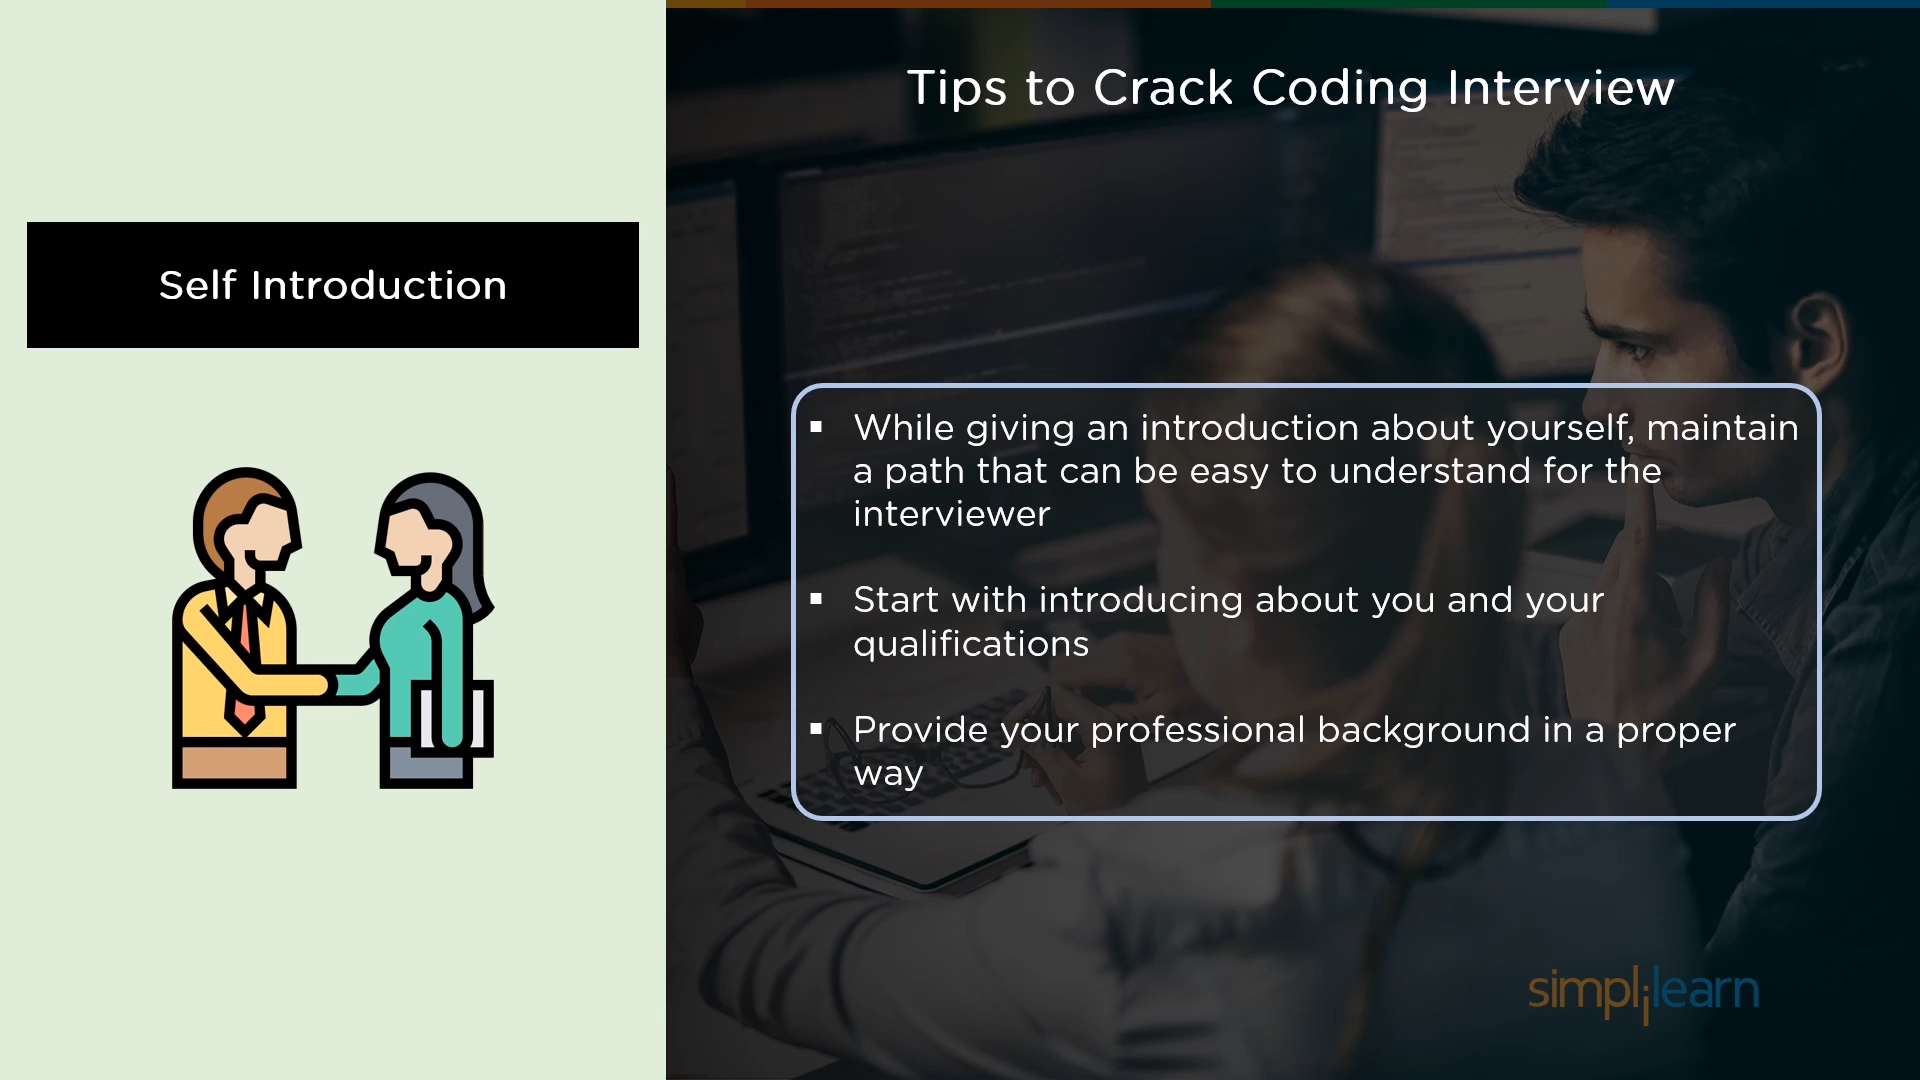 Tips to Crack Coding Interview
Self Introduction
▪ While giving an introduction about yourself, maintain
a path that can be easy to understand for the
interviewer
▪ Start with introducing about you and your
qualifications
▪ Provide your professional background in a proper
way
simplilearn